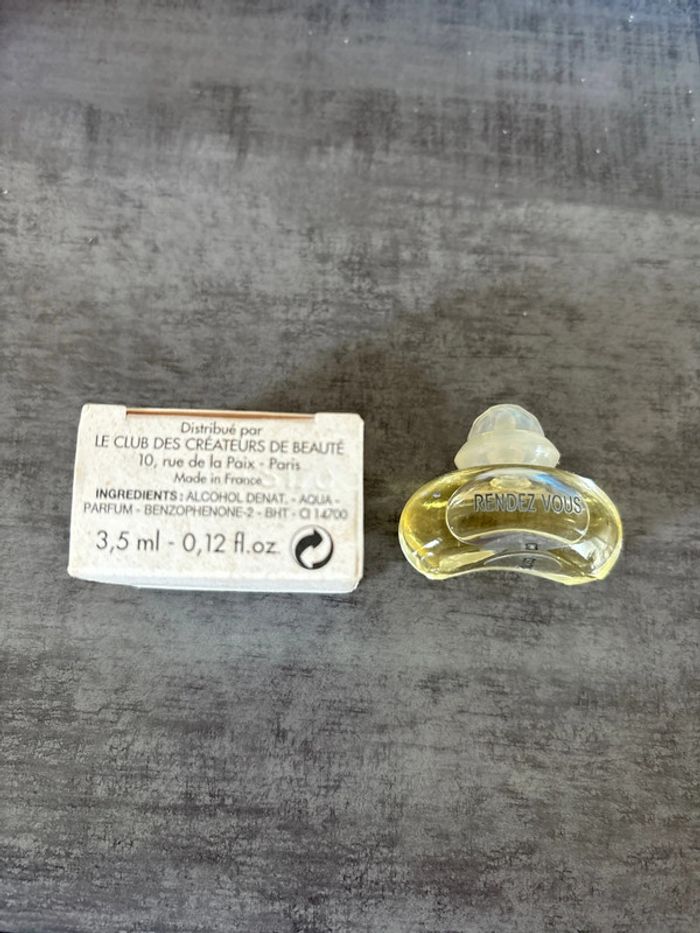 Distribué par
LE CLUB DES CRÉATEURS DE BEAUTÉ
10, rue de la Paix - Paris
Made in France
INGREDIENTS : ALCOHOL DENAT. - AQUA -
PARFUM - BENZOPHENONE-2 - BHT - CI 14700
3,5 ml - 0,12 fl.oz
RENDEZ VOUS